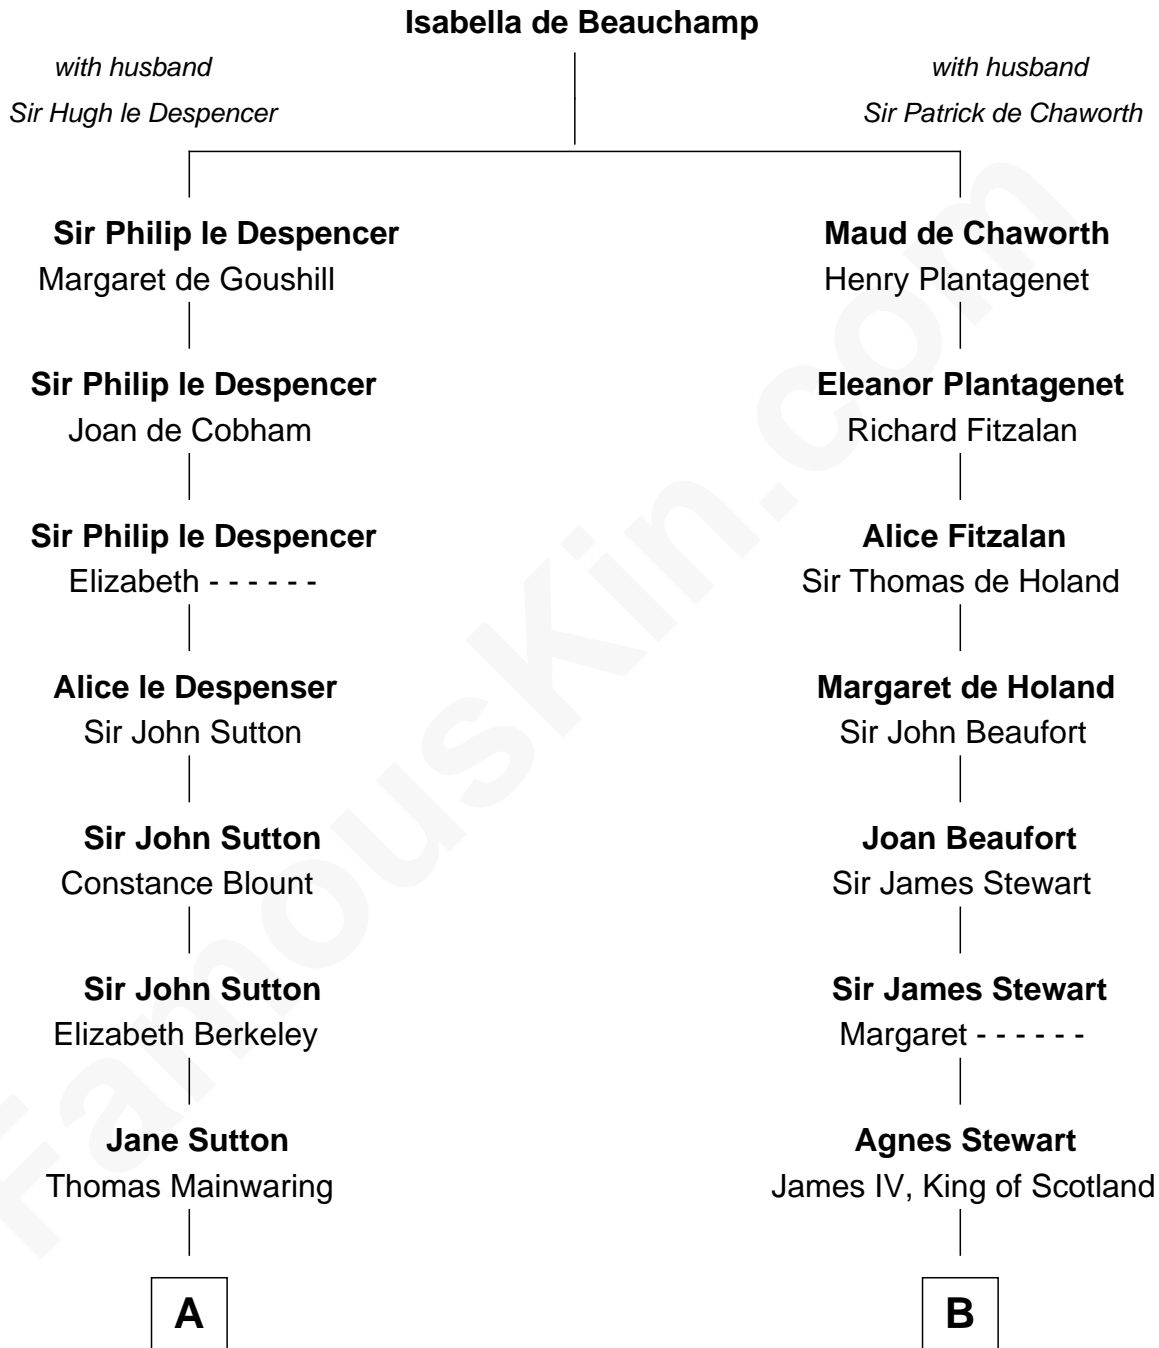 Isabella de Beauchamp
with husband
Sir Hugh le Despencer
with husband
Sir Patrick de Chaworth
Sir Philip le Despencer
Margaret de Goushill
Maud de Chaworth
Henry Plantagenet
Sir Philip le Despencer
Joan de Cobham
Eleanor Plantagenet
Richard Fitzalan
Sir Philip le Despencer
Elizabeth - - - - - -
Alice Fitzalan
Sir Thomas de Holand
Alice le Despenser
Sir John Sutton
Margaret de Holand
Sir John Beaufort
Sir John Sutton
Constance Blount
Joan Beaufort
Sir James Stewart
Sir John Sutton
Elizabeth Berkeley
Sir James Stewart
Margaret - - - - - -
Jane Sutton
Thomas Mainwaring
Agnes Stewart
James IV, King of Scotland
A
B
FamousKin.com